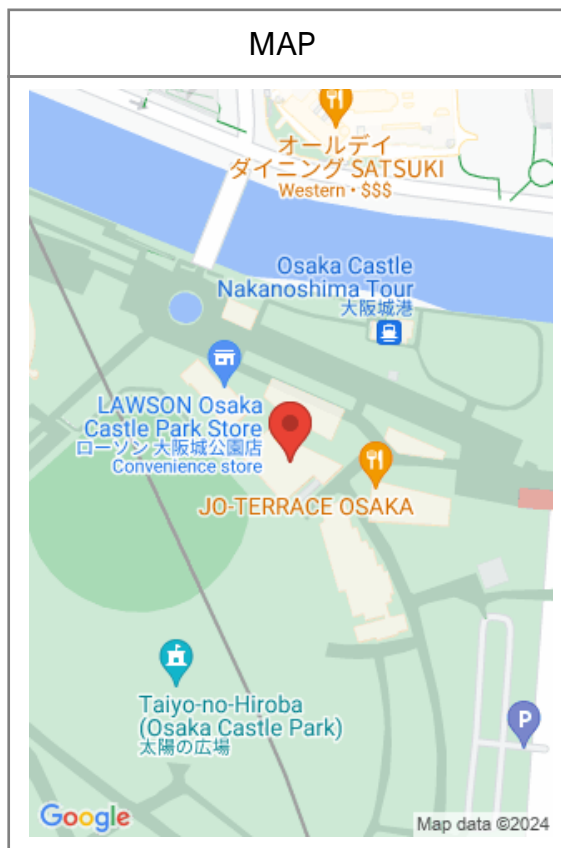 MAP
オールデイ
ダイニング SATSUKI
Western • $$$
Osaka Castle
Nakanoshima Tour
大阪城港
LAWSON Osaka
Castle Park Store
ローソン 大阪城公園店
Convenience store
JO-TERRACE OSAKA
Taiyo-no-Hiroba
(Osaka Castle Park)
太陽の広場
P
Google
Map data ©2024